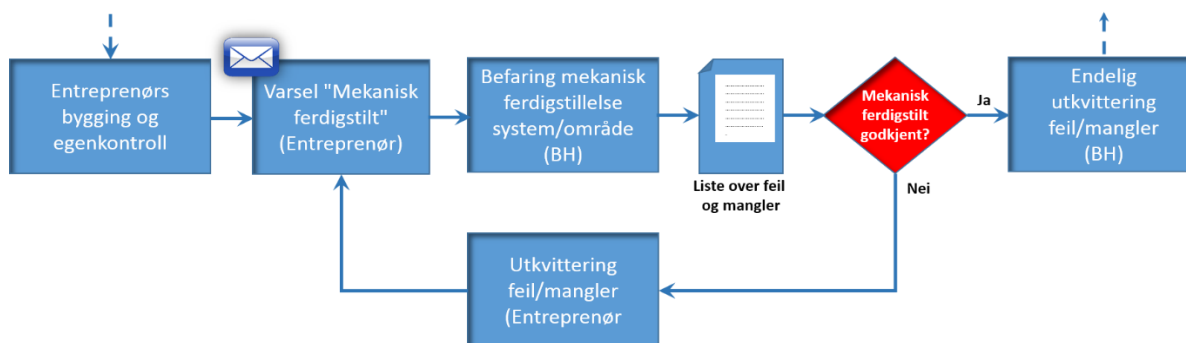 Entreprenørs
bygging og
egenkontroll
Varsel "Mekanisk
ferdigstilt"
(Entreprenør)
Befaring mekanisk
ferdigstillelse
system/område
(BH)
Liste over feil
og mangler
Mekanisk
ferdigstilt
godkjent?
Ja
Nei
Endelig
utkvittering
feil/mangler
(BH)
Utkvittering
feil/mangler
(Entreprenør